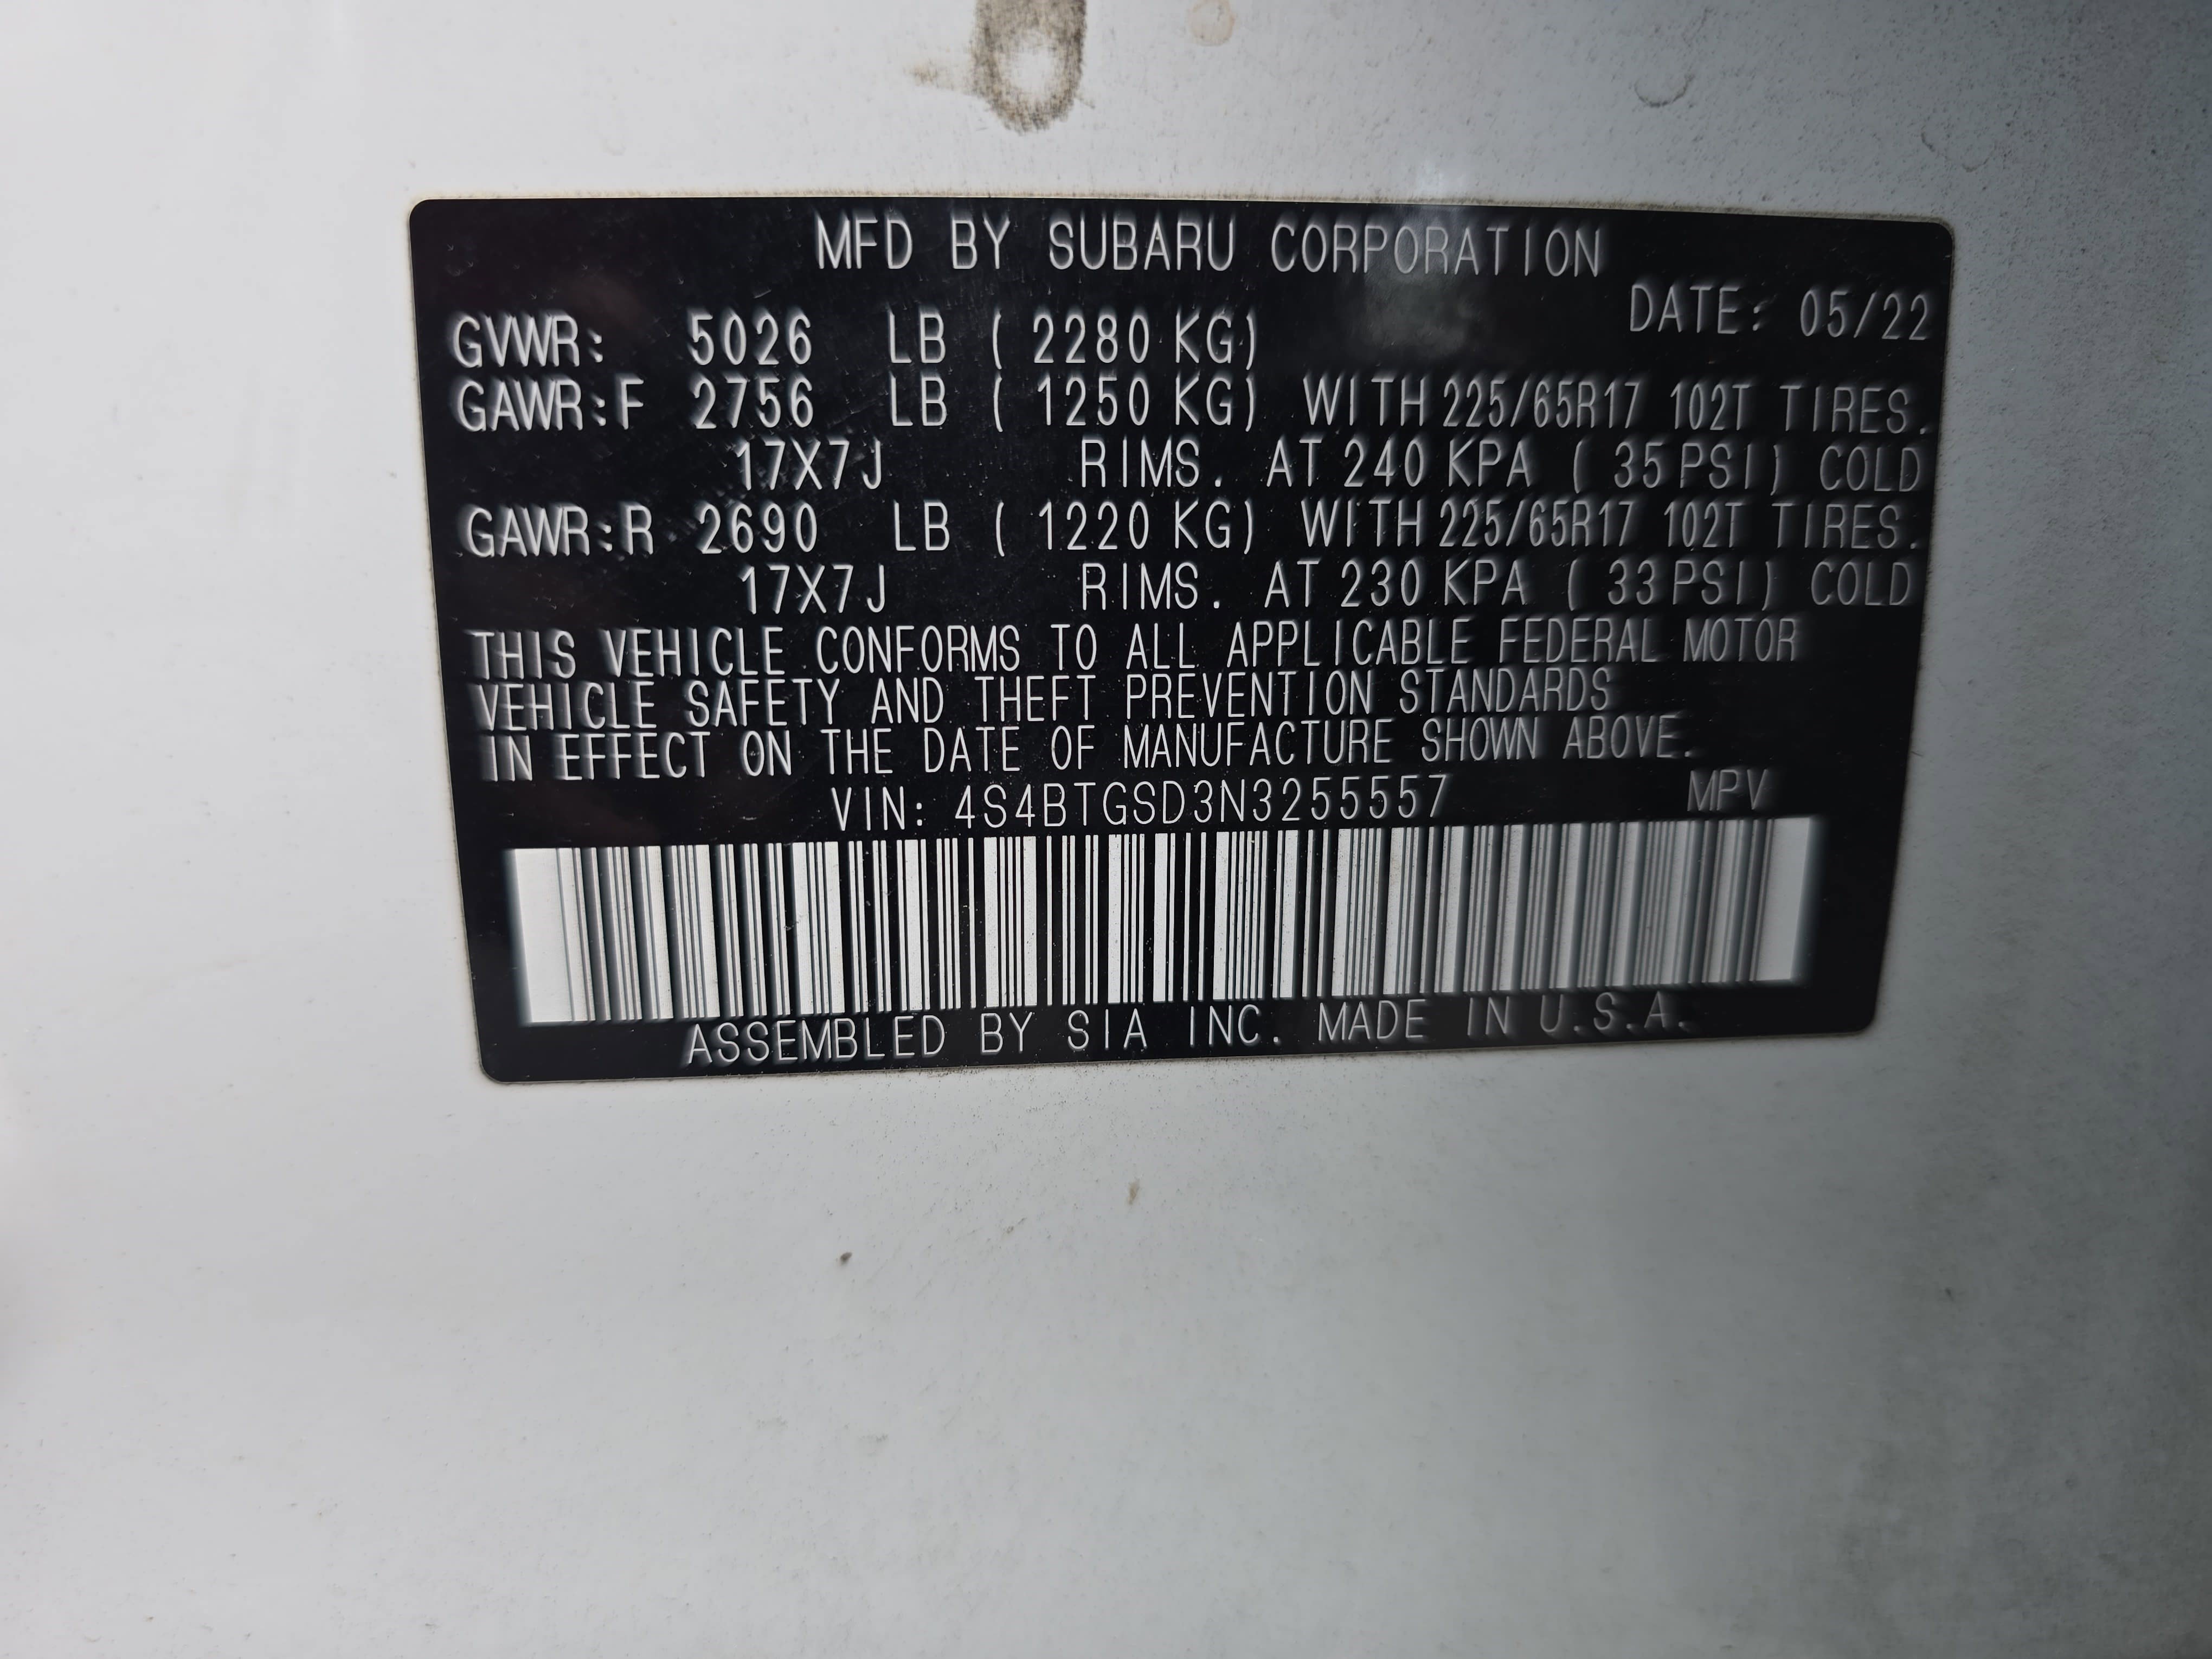 MFD BY SUBARU CORPORATION
DATE: 05/22
GVWR: 5026 LB ( 2280 KG)
GAWR:F 2756 LB ( 1250 KG) WITH 225/65R17 102T TIRES.
17X7J RIMS. AT 240 KPA ( 35 PSI) COLD
GAWR:R 2690 LB ( 1220 KG) WITH 225/65R17 102T TIRES.
17X7J RIMS. AT 230 KPA ( 33 PSI) COLD
THIS VEHICLE CONFORMS TO ALL APPLICABLE FEDERAL MOTOR
VEHICLE SAFETY AND THEFT PREVENTION STANDARDS
IN EFFECT ON THE DATE OF MANUFACTURE SHOWN ABOVE.
VIN: 4S4BTGSD3N3255557 MPV
ASSEMBLED BY SIA INC. MADE IN U.S.A.